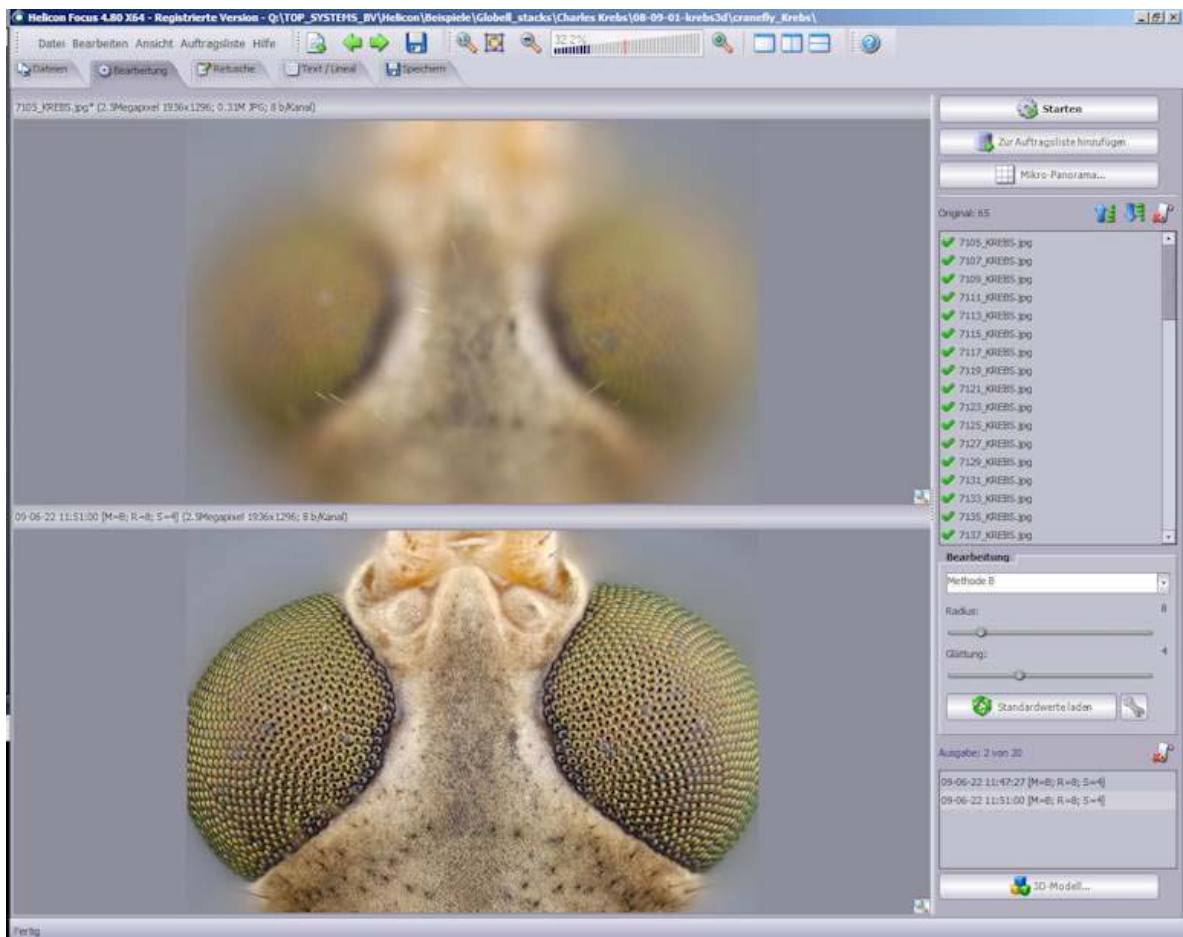 Helicon Focus 4.80 X64 - Registrierte Version - Q:\TOP_SYSTEMS_BV\Helicon\Beispiele\Globell_stacks\Charles Krebs\08-09-01-krebs3d\cranefly_Krebs\
Datei Bearbeiten Ansicht Auftragsliste Hilfe
32.2%
Dateien
Bearbeitung
Retusche
Text / Lineal
Speichern
7105_KREBS.jpg* (2.5Megapixel 1936x1296; 0.31M JPG; 8 b/Kanal)
Starten
Zur Auftragsliste hinzufügen
Mikro-Panorama...
Original: 65
7105_KREBS.jpg
7107_KREBS.jpg
7109_KREBS.jpg
7111_KREBS.jpg
7113_KREBS.jpg
7115_KREBS.jpg
7117_KREBS.jpg
7119_KREBS.jpg
7121_KREBS.jpg
7123_KREBS.jpg
7125_KREBS.jpg
7127_KREBS.jpg
7129_KREBS.jpg
7131_KREBS.jpg
7133_KREBS.jpg
7135_KREBS.jpg
7137_KREBS.jpg
09-06-22 11:51:00 [M=B; R=8; S=4] (2.5Megapixel 1936x1296; 8 b/Kanal)
Bearbeitung
Methode B
Radius: 8
Glättung: 4
Standardwerte laden
Ausgabe: 2 von 20
09-06-22 11:47:27 [M=B; R=8; S=4]
09-06-22 11:51:00 [M=B; R=8; S=4]
3D-Modell...
Fertig